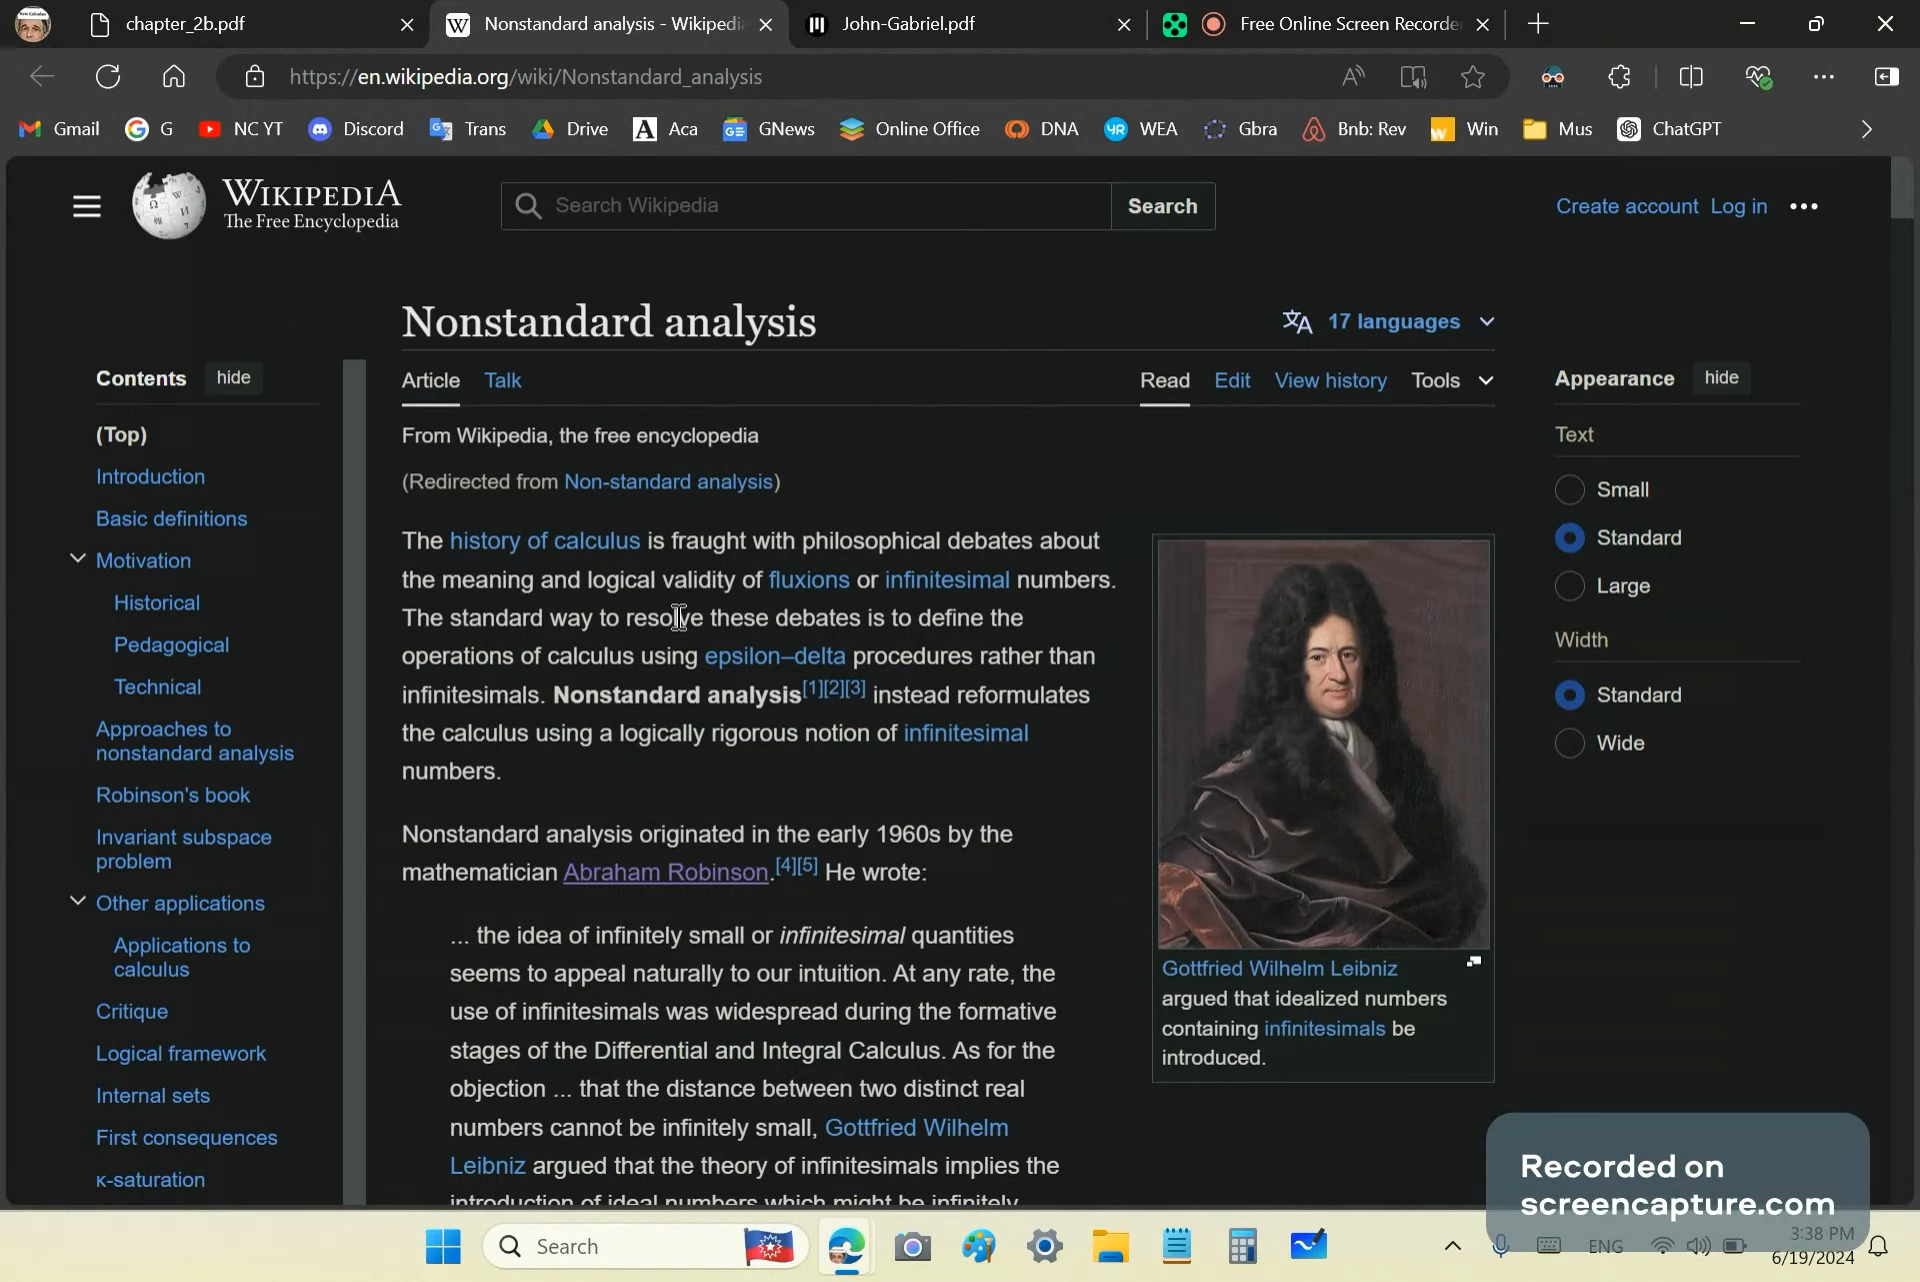 chapter_2b.pdf
Nonstandard analysis - Wikipedia
John-Gabriel.pdf
Free Online Screen Recorde
https://en.wikipedia.org/wiki/Nonstandard_analysis
Gmail G NC YT Discord Trans Drive Aca GNews Online Office DNA WEA Gbra Bnb: Rev Win Mus ChatGPT
WIKIPEDIA
The Free Encyclopedia
Search Wikipedia
Search
Create account Log in
Nonstandard analysis
17 languages
Contents hide
Article Talk
Read Edit View history Tools
Appearance hide
(Top)
Introduction
Basic definitions
Motivation
Historical
Pedagogical
Technical
Approaches to
nonstandard analysis
Robinson's book
Invariant subspace
problem
Other applications
Applications to
calculus
Critique
Logical framework
Internal sets
First consequences
κ-saturation
From Wikipedia, the free encyclopedia
(Redirected from Non-standard analysis)
The history of calculus is fraught with philosophical debates about
the meaning and logical validity of fluxions or infinitesimal numbers.
The standard way to resolve these debates is to define the
operations of calculus using epsilon–delta procedures rather than
infinitesimals. Nonstandard analysis[1][2][3] instead reformulates
the calculus using a logically rigorous notion of infinitesimal
numbers.
Nonstandard analysis originated in the early 1960s by the
mathematician Abraham Robinson.[4][5] He wrote:
... the idea of infinitely small or infinitesimal quantities
seems to appeal naturally to our intuition. At any rate, the
use of infinitesimals was widespread during the formative
stages of the Differential and Integral Calculus. As for the
objection ... that the distance between two distinct real
numbers cannot be infinitely small, Gottfried Wilhelm
Leibniz argued that the theory of infinitesimals implies the
introduction of ideal numbers which might be infinitely
Gottfried Wilhelm Leibniz
argued that idealized numbers
containing infinitesimals be
introduced.
Text
Small
Standard
Large
Width
Standard
Wide
Recorded on
screencapture.com
Search
ENG
3:38 PM
6/19/2024